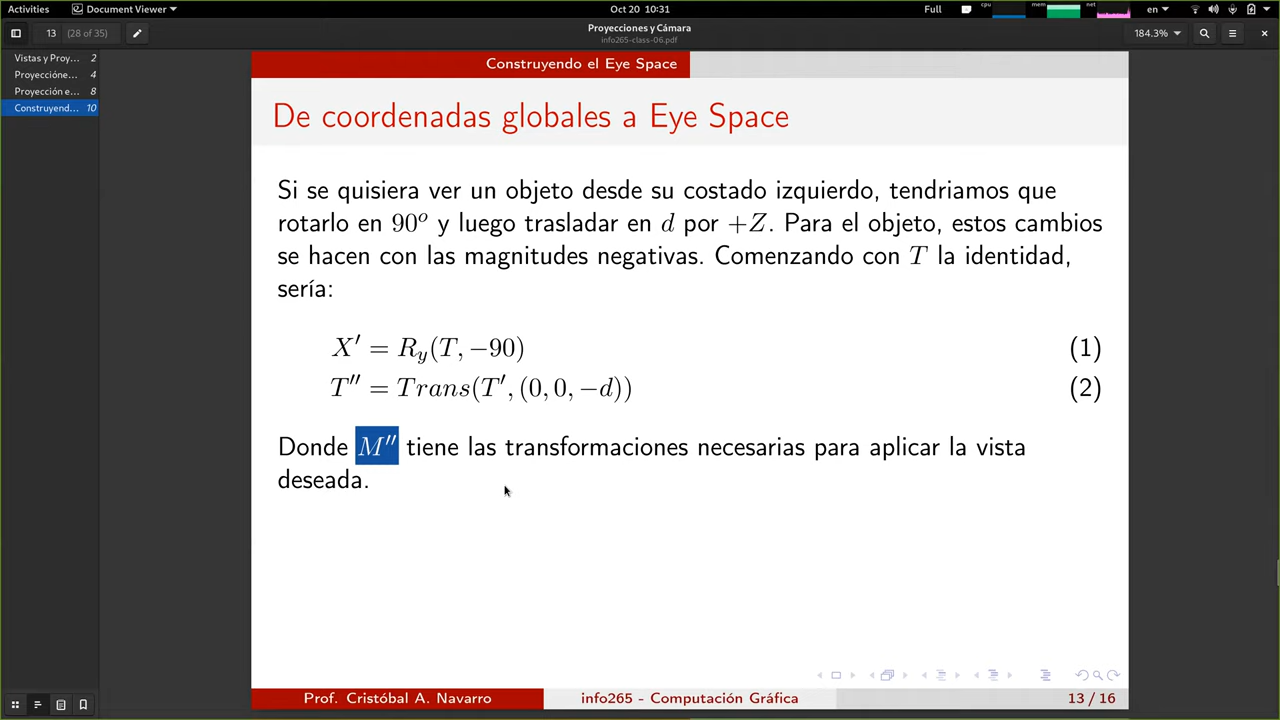 Activities
Document Viewer
Oct 20 10:31
Full
cpu
mem
net
en
13
(28 of 35)
Proyecciones y Cámara
info265-class-06.pdf
184.3%
Vistas y Proy... 2
Proyeccióne... 4
Proyección e... 8
Construyend... 10
Construyendo el Eye Space
De coordenadas globales a Eye Space
Si se quisiera ver un objeto desde su costado izquierdo, tendriamos que
rotarlo en 90° y luego trasladar en d por +Z. Para el objeto, estos cambios
se hacen con las magnitudes negativas. Comenzando con T la identidad,
sería:
X′ = R_y(T, −90) (1)
T″ = Trans(T′, (0, 0, −d)) (2)
Donde M″ tiene las transformaciones necesarias para aplicar la vista
deseada.
Prof. Cristóbal A. Navarro
info265 - Computación Gráfica
13 / 16